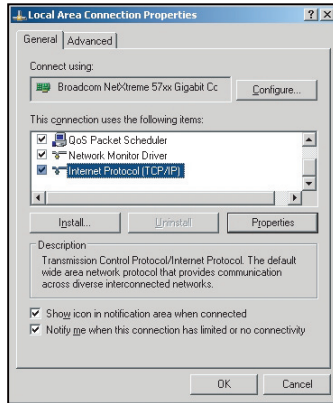 Local Area Connection Properties
General Advanced
Connect using:
Broadcom NetXtreme 57xx Gigabit Cc Configure...
This connection uses the following items:
QoS Packet Scheduler
Network Monitor Driver
Internet Protocol (TCP/IP)
Install... Uninstall Properties
Description
Transmission Control Protocol/Internet Protocol. The default
wide area network protocol that provides communication
across diverse interconnected networks.
Show icon in notification area when connected
Notify me when this connection has limited or no connectivity
OK Cancel